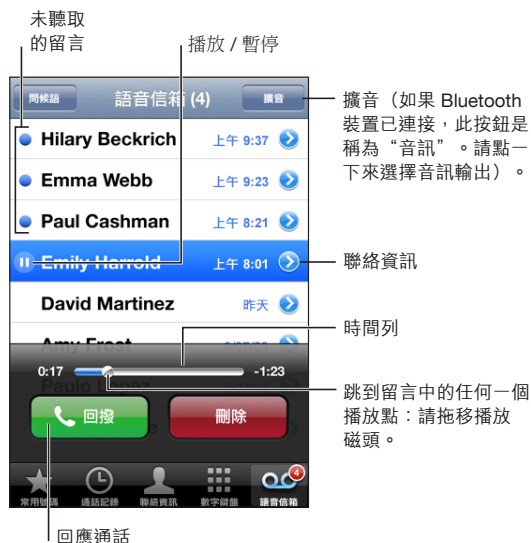 未聽取
的留言
播放 / 暫停
問候語
語音信箱 (4)
擴音
擴音（如果 Bluetooth
裝置已連接，此按鈕是
稱為“音訊”。請點一
下來選擇音訊輸出）。
Hilary Beckrich
上午 9:37
Emma Webb
上午 9:23
Paul Cashman
上午 8:21
Emily Harrold
上午 8:01
聯絡資訊
David Martinez
昨天
時間列
Amy Frost
0:17
-1:23
Paulo Lopez
跳到留言中的任何一個
播放點：請拖移播放
磁頭。
回撥
刪除
4
常用號碼
通話記錄
聯絡資訊
數字鍵盤
語音信箱
回應通話